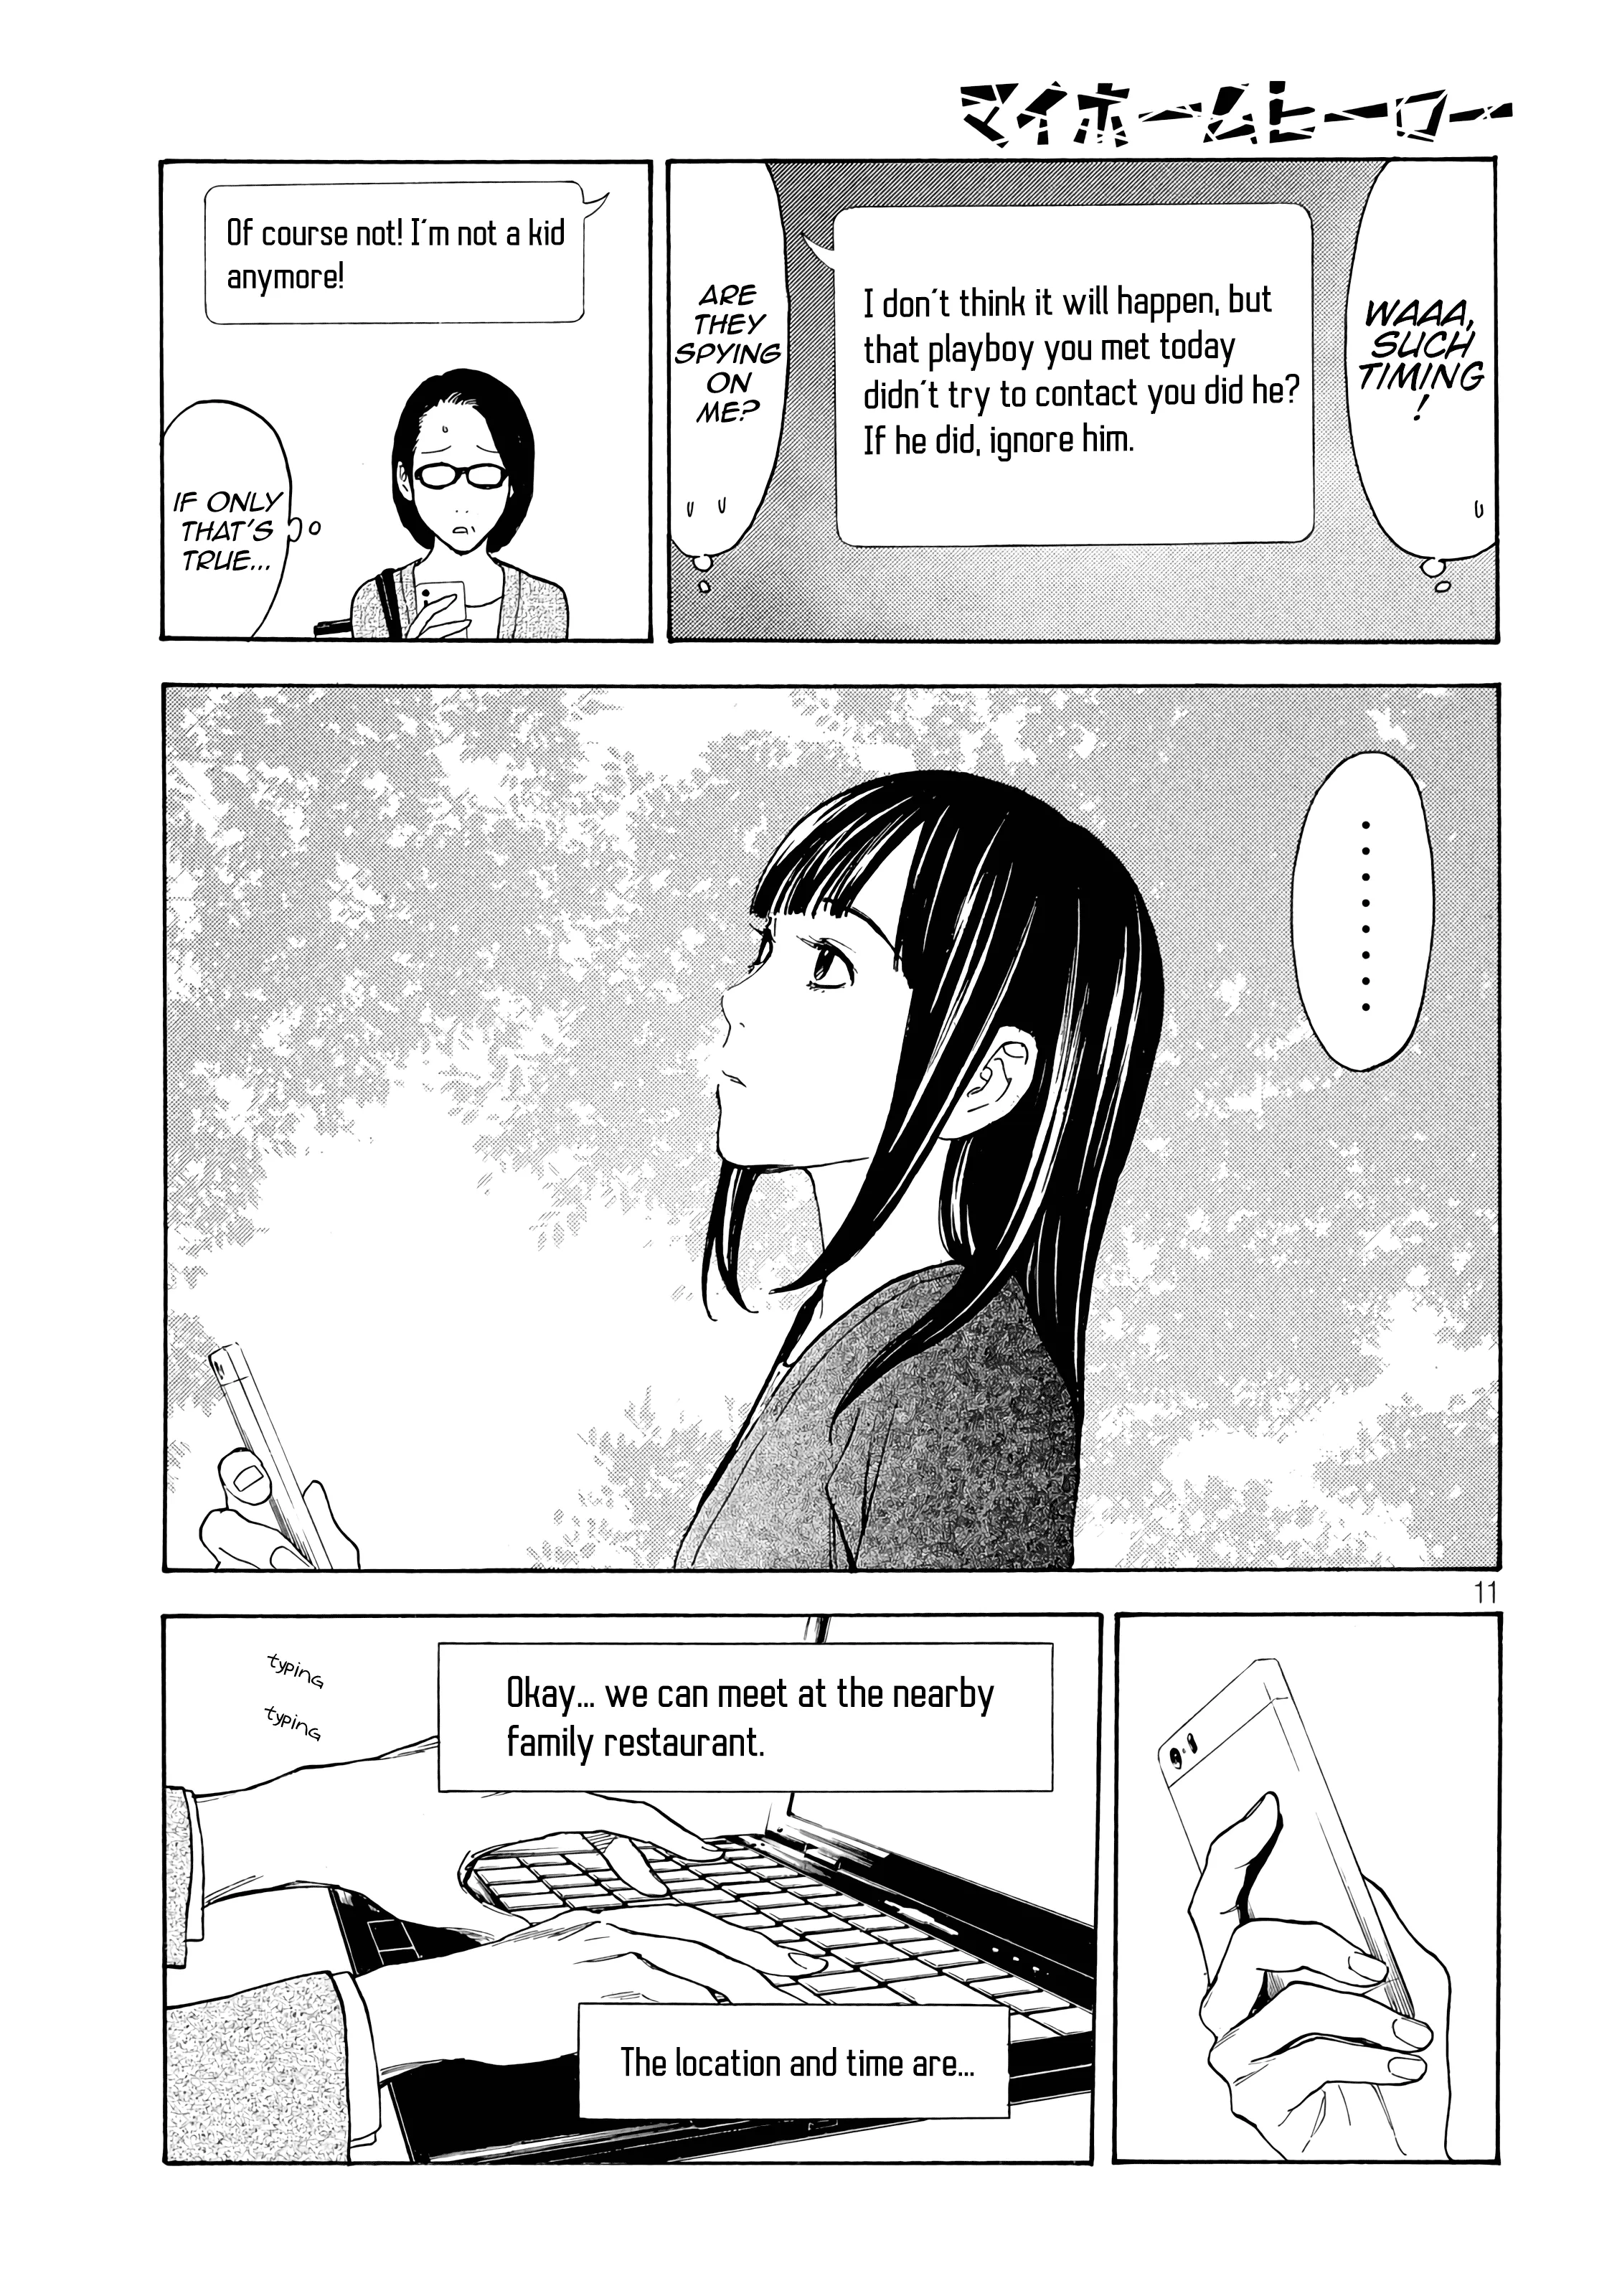 マイホームヒーロー
WAAA,
SUCH
TIMING
!
I don't think it will happen, but
that playboy you met today
didn't try to contact you did he?
If he did, ignore him.
ARE
THEY
SPYING
ON
ME?
Of course not! I'm not a kid
anymore!
IF ONLY
THAT'S
TRUE...
........
11
Okay... we can meet at the nearby
family restaurant.
typing
typing
The location and time are...